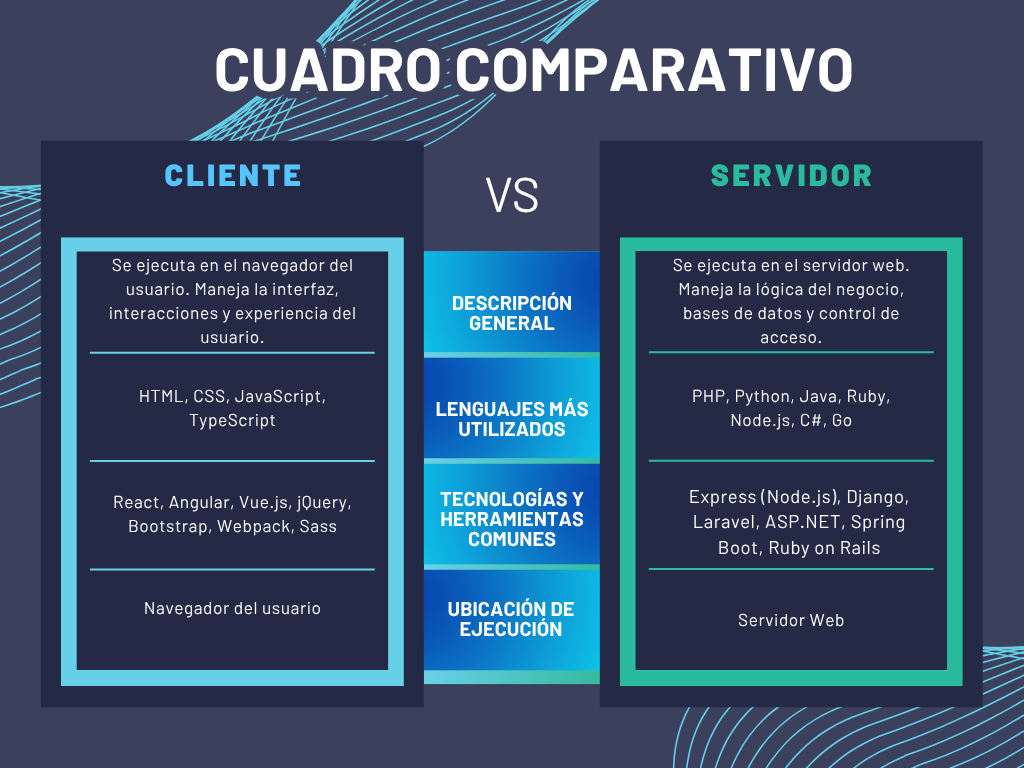 CUADRO COMPARATIVO
CLIENTE
VS
SERVIDOR
Se ejecuta en el navegador del
usuario. Maneja la interfaz,
interacciones y experiencia del
usuario.
DESCRIPCIÓN
GENERAL
Se ejecuta en el servidor web.
Maneja la lógica del negocio,
bases de datos y control de
acceso.
HTML, CSS, JavaScript,
TypeScript
LENGUAJES MÁS
UTILIZADOS
PHP, Python, Java, Ruby,
Node.js, C#, Go
React, Angular, Vue.js, jQuery,
Bootstrap, Webpack, Sass
TECNOLOGÍAS Y
HERRAMIENTAS
COMUNES
Express (Node.js), Django,
Laravel, ASP.NET, Spring
Boot, Ruby on Rails
Navegador del usuario
UBICACIÓN DE
EJECUCIÓN
Servidor Web